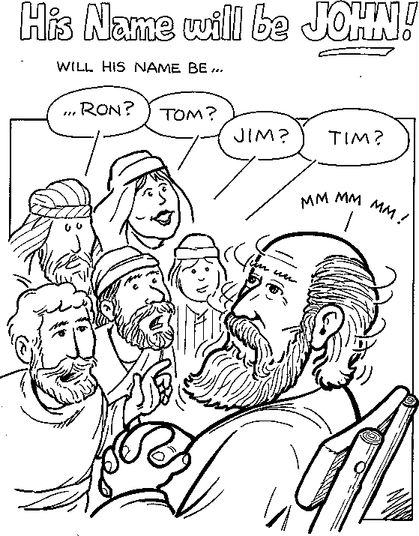 His Name will be JOHN!
WILL HIS NAME BE...
...RON?
TOM?
JIM?
TIM?
MM MM MM!